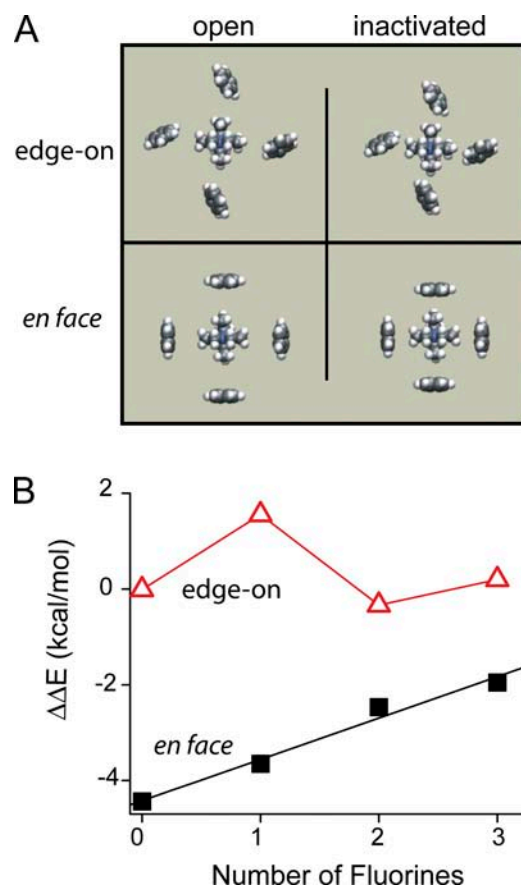 A
open inactivated
edge-on
en face
B
2
0
-2
-4
ΔΔE (kcal/mol)
edge-on
en face
0 1 2 3
Number of Fluorines